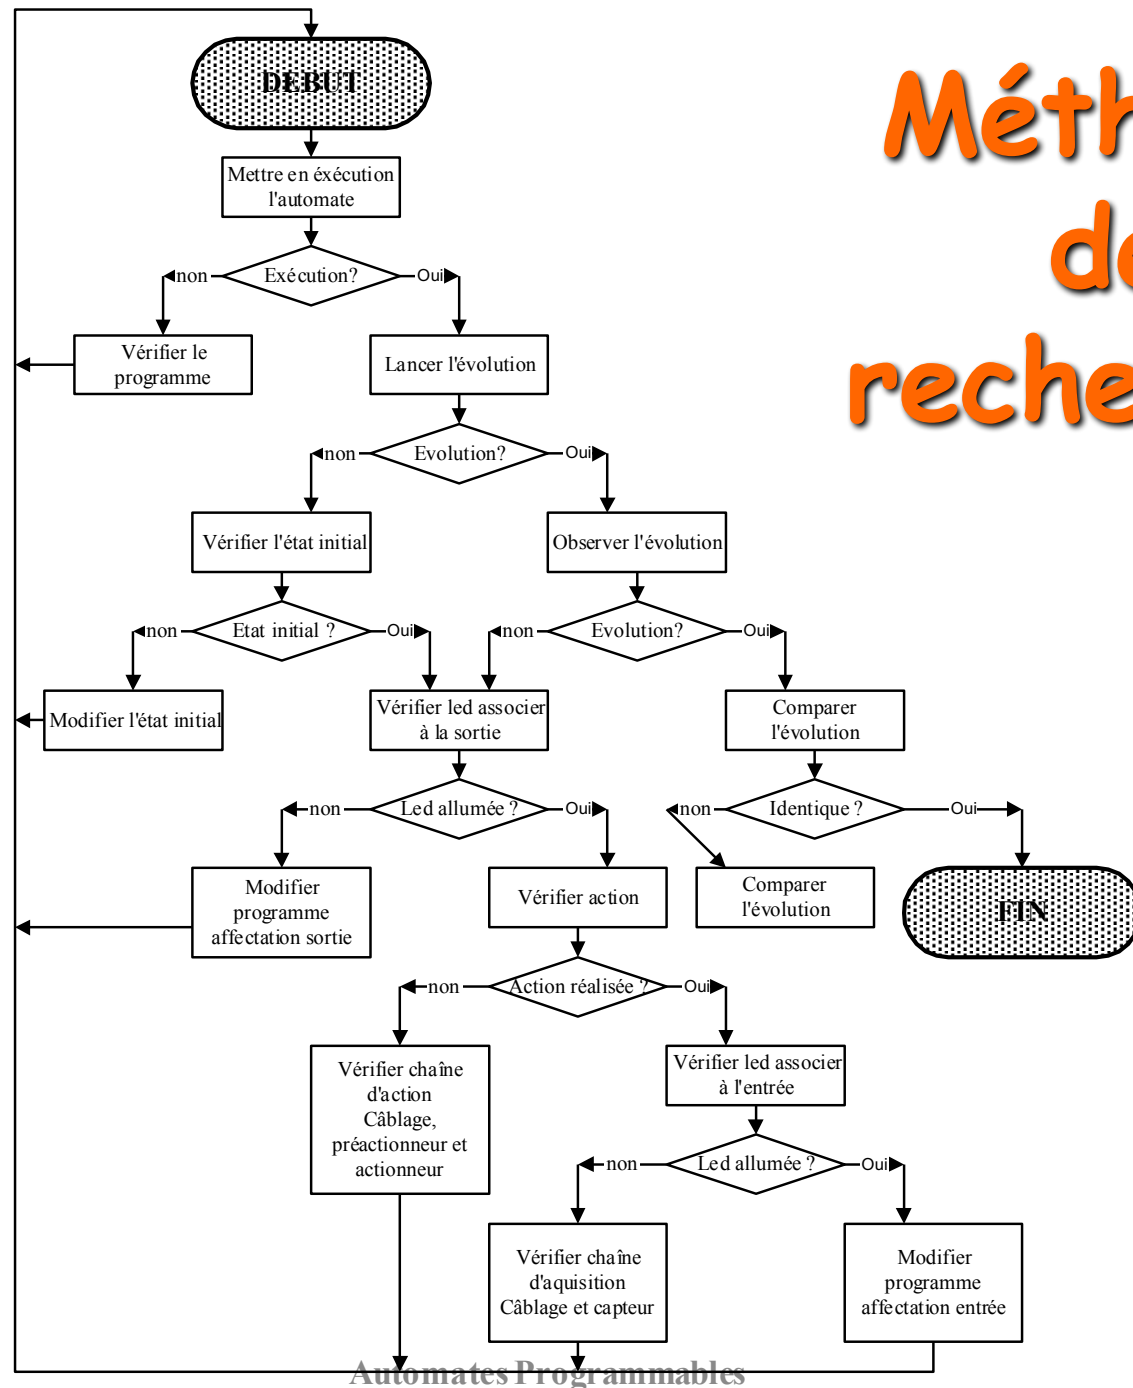 DEBUT
Méth
de
reche
Mettre en éxécution
l'automate
non
Exécution?
Oui
Vérifier le
programme
Lancer l'évolution
non
Evolution?
Oui
Vérifier l'état initial
Observer l'évolution
non
Etat initial ?
Oui
non
Evolution?
Oui
Modifier l'état initial
Vérifier led associer
à la sortie
Comparer
l'évolution
non
Led allumée ?
Oui
non
Identique ?
Oui
Modifier
programme
affectation sortie
Vérifier action
Comparer
l'évolution
FIN
non
Action réalisée ?
Oui
Vérifier chaîne
d'action
Câblage,
préactionneur et
actionneur
Vérifier led associer
à l'entrée
non
Led allumée ?
Oui
Vérifier chaîne
d'aquisition
Câblage et capteur
Modifier
programme
affectation entrée
Automates Programmables